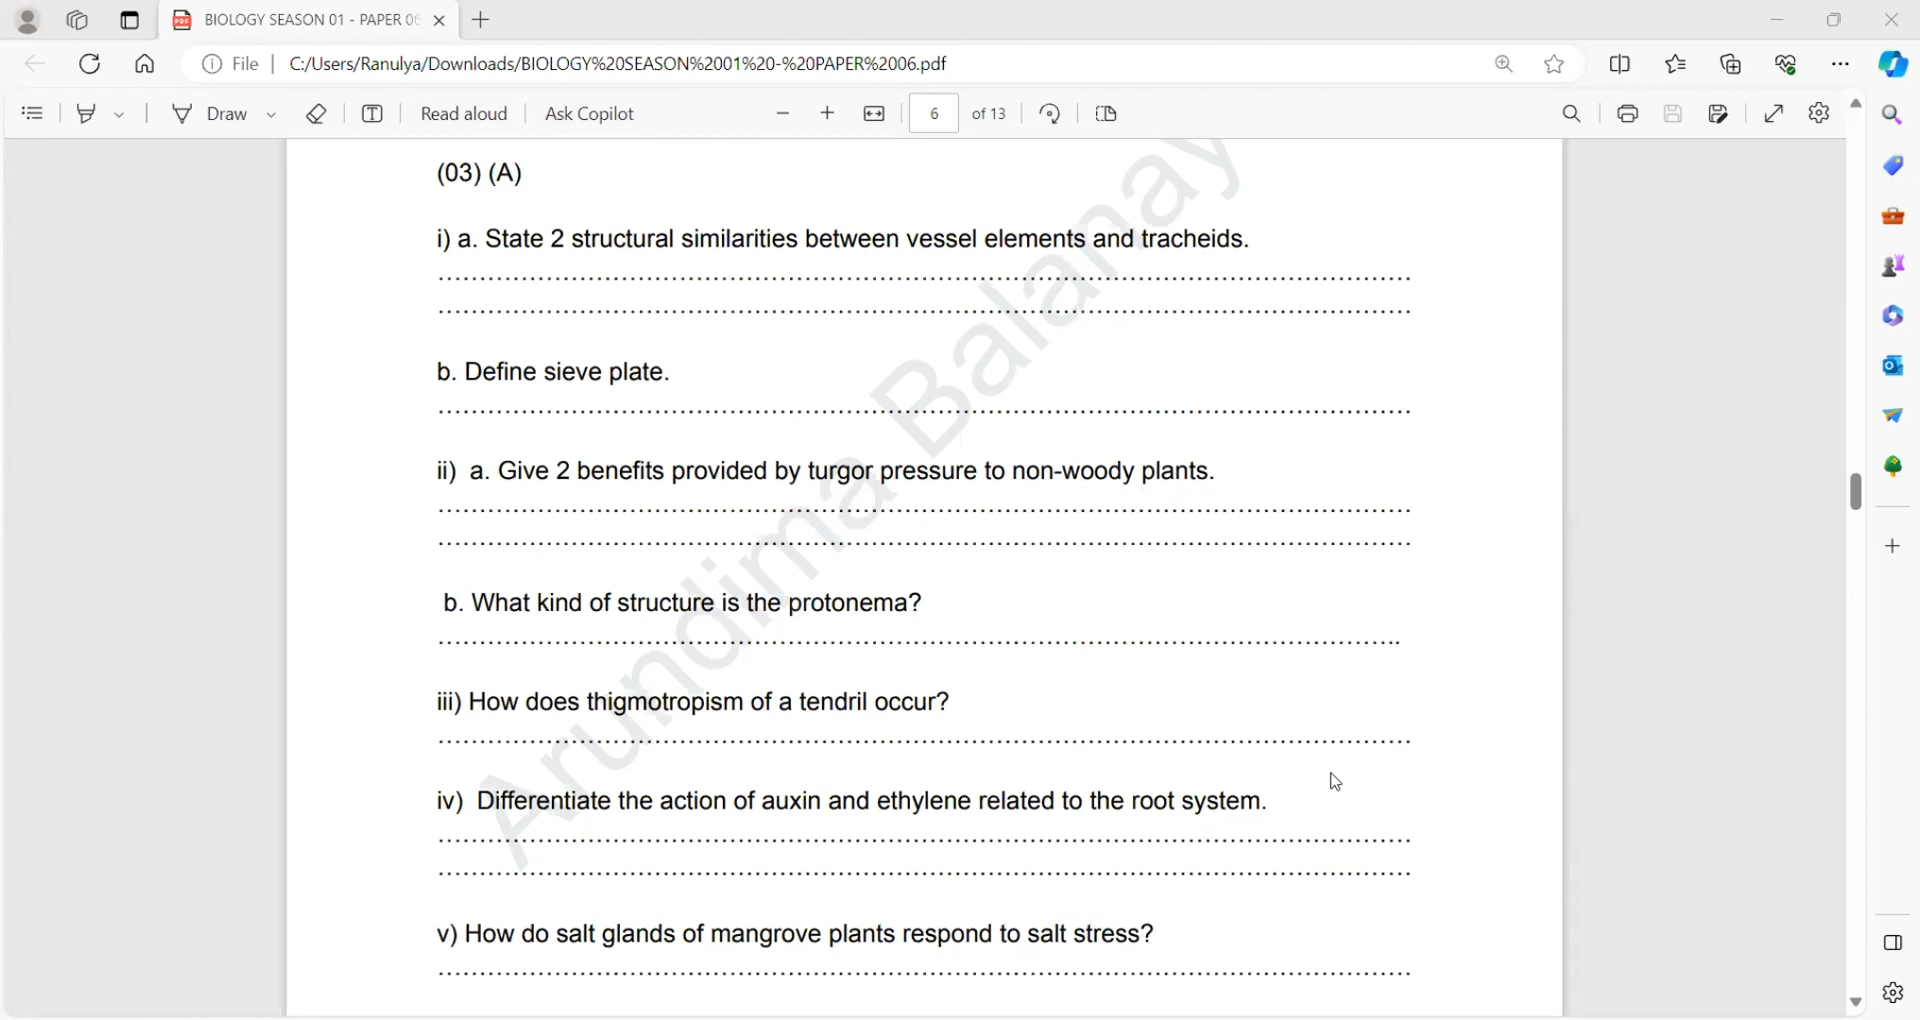 BIOLOGY SEASON 01 - PAPER 06
File
C:/Users/Ranulya/Downloads/BIOLOGY%20SEASON%2001%20-%20PAPER%2006.pdf
Draw
Read aloud
Ask Copilot
6
of 13
(03) (A)
i) a. State 2 structural similarities between vessel elements and tracheids.
b. Define sieve plate.
ii) a. Give 2 benefits provided by turgor pressure to non-woody plants.
b. What kind of structure is the protonema?
iii) How does thigmotropism of a tendril occur?
iv) Differentiate the action of auxin and ethylene related to the root system.
v) How do salt glands of mangrove plants respond to salt stress?
Arundima Balanay